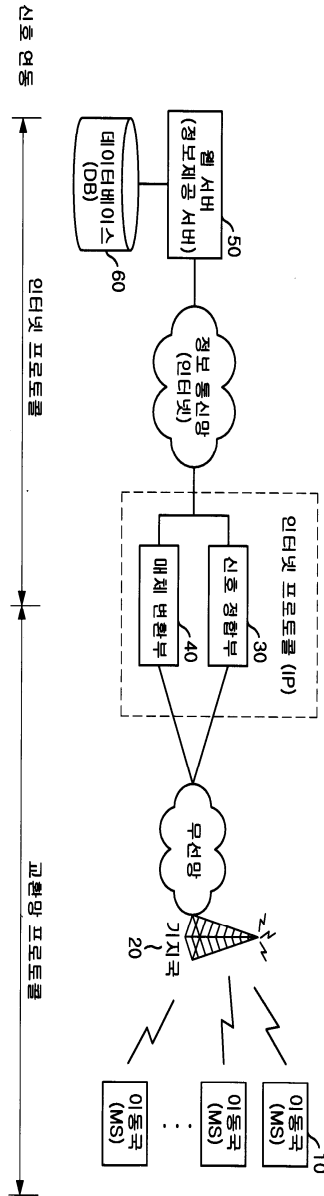 웹 서버
(정보제공 서버)
50
데이터베이스
(DB)
60
정보 통신망
(인터넷)
인터넷 프로토콜 (IP)
신호 정합부
30
매체 변환부
40
무선망
기지국
20
이동국
(MS)
10
이동국
(MS)
이동국
(MS)
신호 연동
인터넷 프로토콜
교환망 프로토콜